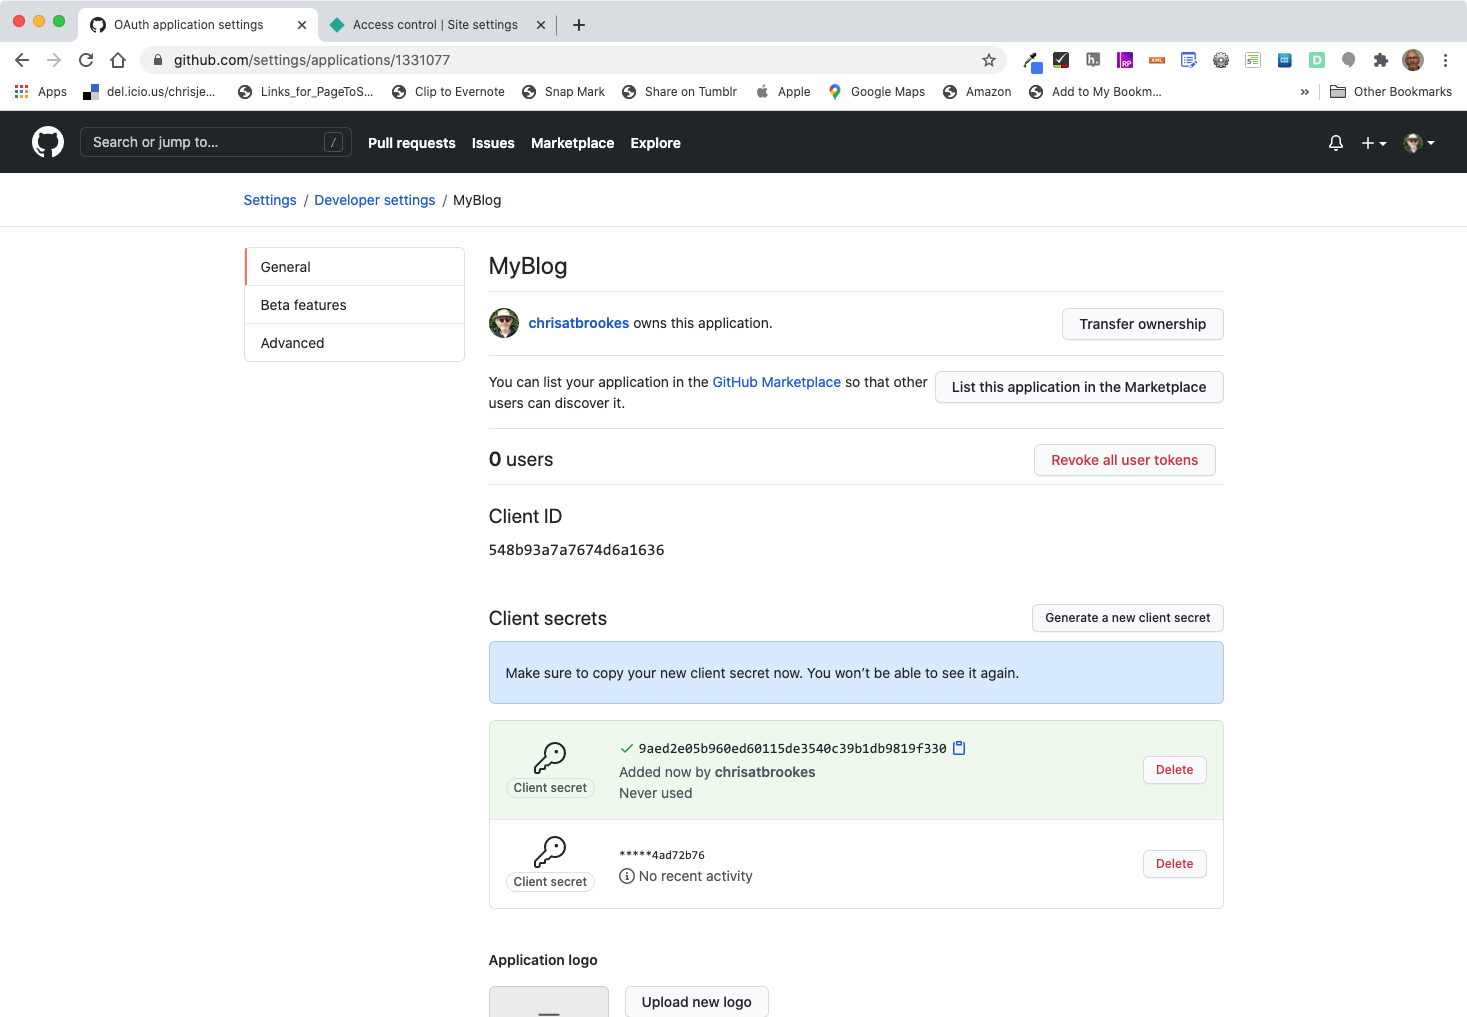 OAuth application settings
Access control | Site settings
github.com/settings/applications/1331077
Apps
del.icio.us/chrisje...
Links_for_PageToS...
Clip to Evernote
Snap Mark
Share on Tumblr
Apple
Google Maps
Amazon
Add to My Bookm...
»
Other Bookmarks
Search or jump to...
/
Pull requests
Issues
Marketplace
Explore
Settings / Developer settings / MyBlog
General
Beta features
Advanced
MyBlog
chrisatbrookes owns this application.
Transfer ownership
You can list your application in the GitHub Marketplace so that other
users can discover it.
List this application in the Marketplace
0 users
Revoke all user tokens
Client ID
548b93a7a7674d6a1636
Client secrets
Generate a new client secret
Make sure to copy your new client secret now. You won’t be able to see it again.
Client secret
9aed2e05b960ed60115de3540c39b1db9819f330
Added now by chrisatbrookes
Never used
Delete
Client secret
*****4ad72b76
No recent activity
Delete
Application logo
Upload new logo